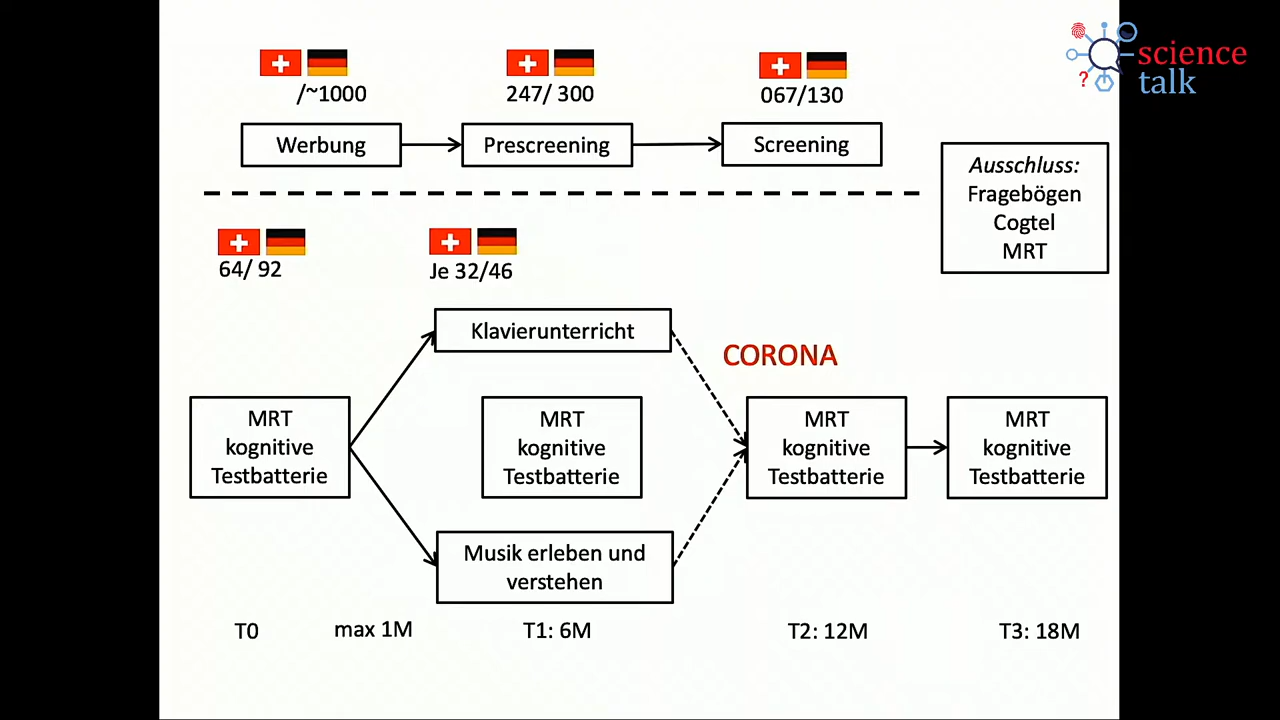 science
talk
/~1000
247/ 300
067/130
Werbung
Prescreening
Screening
Ausschluss:
Fragebögen
Cogtel
MRT
64/ 92
Je 32/46
Klavierunterricht
CORONA
MRT
kognitive
Testbatterie
MRT
kognitive
Testbatterie
MRT
kognitive
Testbatterie
MRT
kognitive
Testbatterie
Musik erleben und
verstehen
T0
max 1M
T1: 6M
T2: 12M
T3: 18M
?